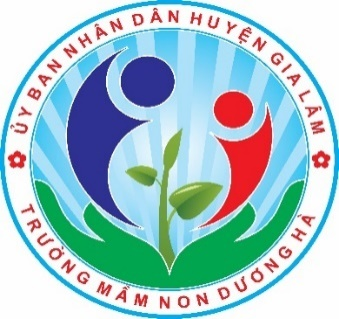 ỦY BAN NHÂN DÂN HUYỆN GIA LÂM
TRƯỜNG MẦM NON DƯƠNG HÀ